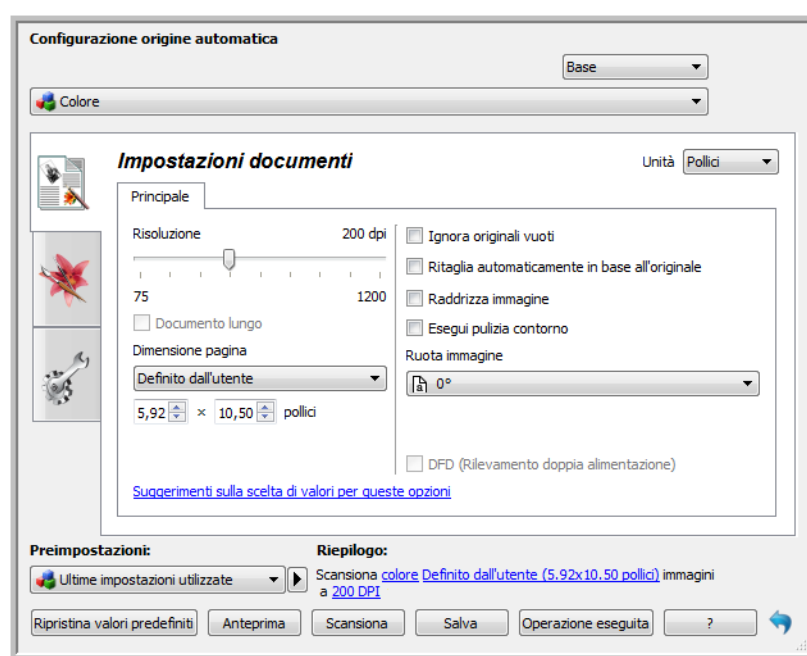 Configurazione origine automatica
Base
Colore
Impostazioni documenti
Unità Pollici
Principale
Risoluzione 200 dpi
75 1200
Documento lungo
Dimensione pagina
Definito dall'utente
5,92 × 10,50 pollici
Ignora originali vuoti
Ritaglia automaticamente in base all'originale
Raddrizza immagine
Esegui pulizia contorno
Ruota immagine
a 0°
DFD (Rilevamento doppia alimentazione)
Suggerimenti sulla scelta di valori per queste opzioni
Preimpostazioni:
Ultime impostazioni utilizzate
Riepilogo:
Scansiona colore Definito dall'utente (5.92x10.50 pollici) immagini
a 200 DPI
Ripristina valori predefiniti Anteprima Scansiona Salva Operazione eseguita ?